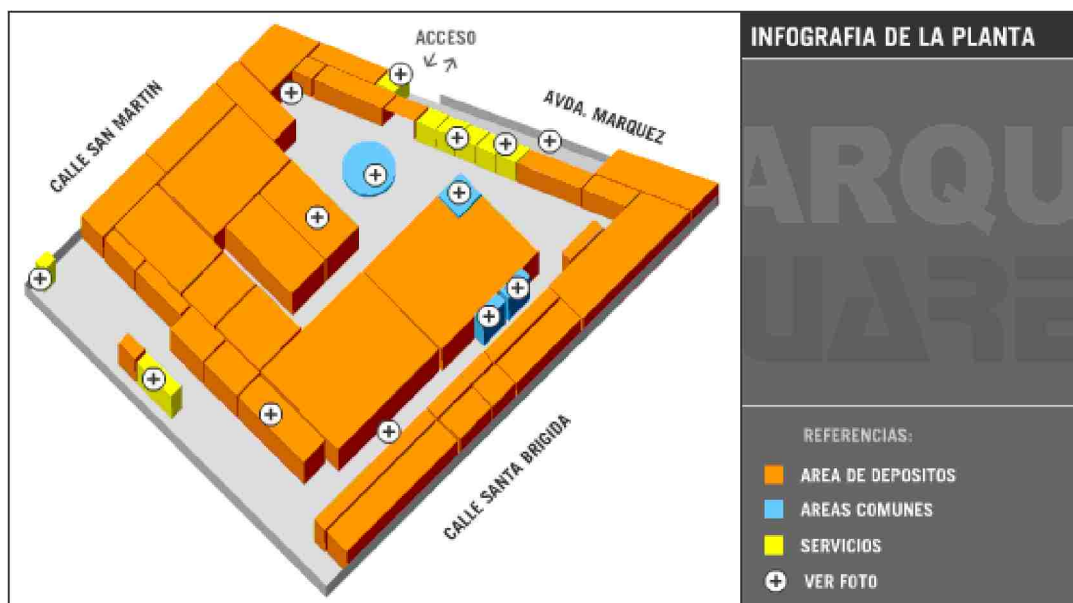 ACCESO
AVDA. MARQUEZ
CALLE SAN MARTIN
CALLE SANTA BRIGIDA
INFOGRAFIA DE LA PLANTA
ARQU
UARE
REFERENCIAS:
AREA DE DEPOSITOS
AREAS COMUNES
SERVICIOS
VER FOTO